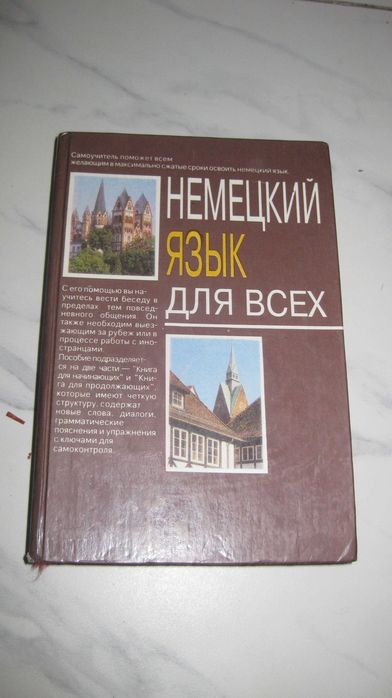 Самоучитель поможет всем
желающим в максимально сжатые сроки освоить немецкий язык.
НЕМЕЦКИЙ
ЯЗЫК
ДЛЯ ВСЕХ
С его помощью вы на-
учитесь вести беседу в
пределах тем повсед-
невного общения. Он
также необходим выез-
жающим за рубеж или в
процессе работы с ино-
странцами.
Пособие подразделяет-
ся на две части — "Книга
для начинающих" и "Кни-
га для продолжающих",
которые имеют четкую
структуру, содержат
новые слова, диалоги,
грамматические
пояснения и упражнения
с ключами для
самоконтроля.